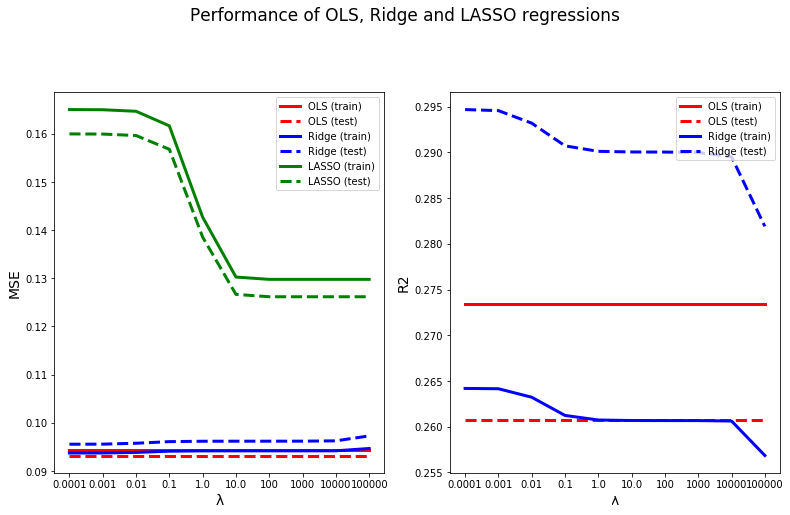 Performance of OLS, Ridge and LASSO regressions
MSE
0.16
0.15
0.14
0.13
0.12
0.11
0.10
0.09
OLS (train)
OLS (test)
Ridge (train)
Ridge (test)
LASSO (train)
LASSO (test)
0.0001 0.001 0.01 0.1 1.0 10.0 100 1000 10000 100000
λ
R2
0.295
0.290
0.285
0.280
0.275
0.270
0.265
0.260
0.255
OLS (train)
OLS (test)
Ridge (train)
Ridge (test)
0.0001 0.001 0.01 0.1 1.0 10.0 100 1000 10000 100000